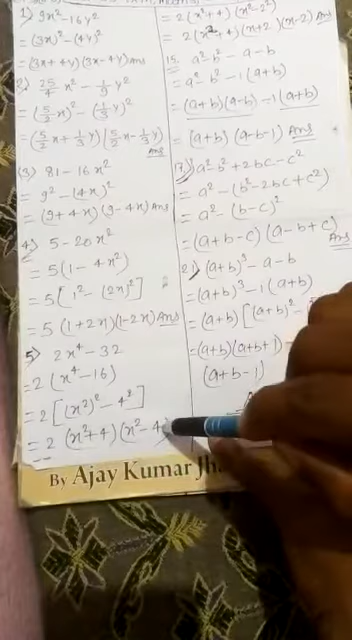 1) 9x² - 16y²
= (3x)² - (4y)²
= (3x + 4y) (3x - 4y) Ans
25/4 x² - 1/9 y²
= (5/2 x)² - (1/3 y)²
= (5/2 x + 1/3 y) (5/2 x - 1/3 y)
Ans
(3) 81 - 16x²
= 9² - (4x)²
= (9 + 4x) (9 - 4x) Ans
4) 5 - 20x²
= 5(1 - 4x²)
= 5[1² - (2x)²]
= 5 (1 + 2x) (1 - 2x) Ans
5) 2x⁴ - 32
= 2 (x⁴ - 16)
= 2 [(x²)² - 4²]
= 2 (x² + 4) (x² - 4)
= 2 (x² + 4) (x² - 2²)
= 2 (x² + 4) (x + 2) (x - 2) Ans
15. a² - b² - a - b
= a² - b² - 1 (a + b)
= (a + b) (a - b) - 1 (a + b)
= (a + b) (a - b - 1) Ans
17) a² - b² + 2bc - c²
= a² - (b² - 2bc + c²)
= a² - (b - c)²
= (a + b - c) (a - b + c)
Ans
21) (a + b)³ - a - b
= (a + b)³ - 1 (a + b)
= (a + b) [(a + b)² -
= (a + b) (a + b + 1)
(a + b - 1)
By Ajay Kumar Jha